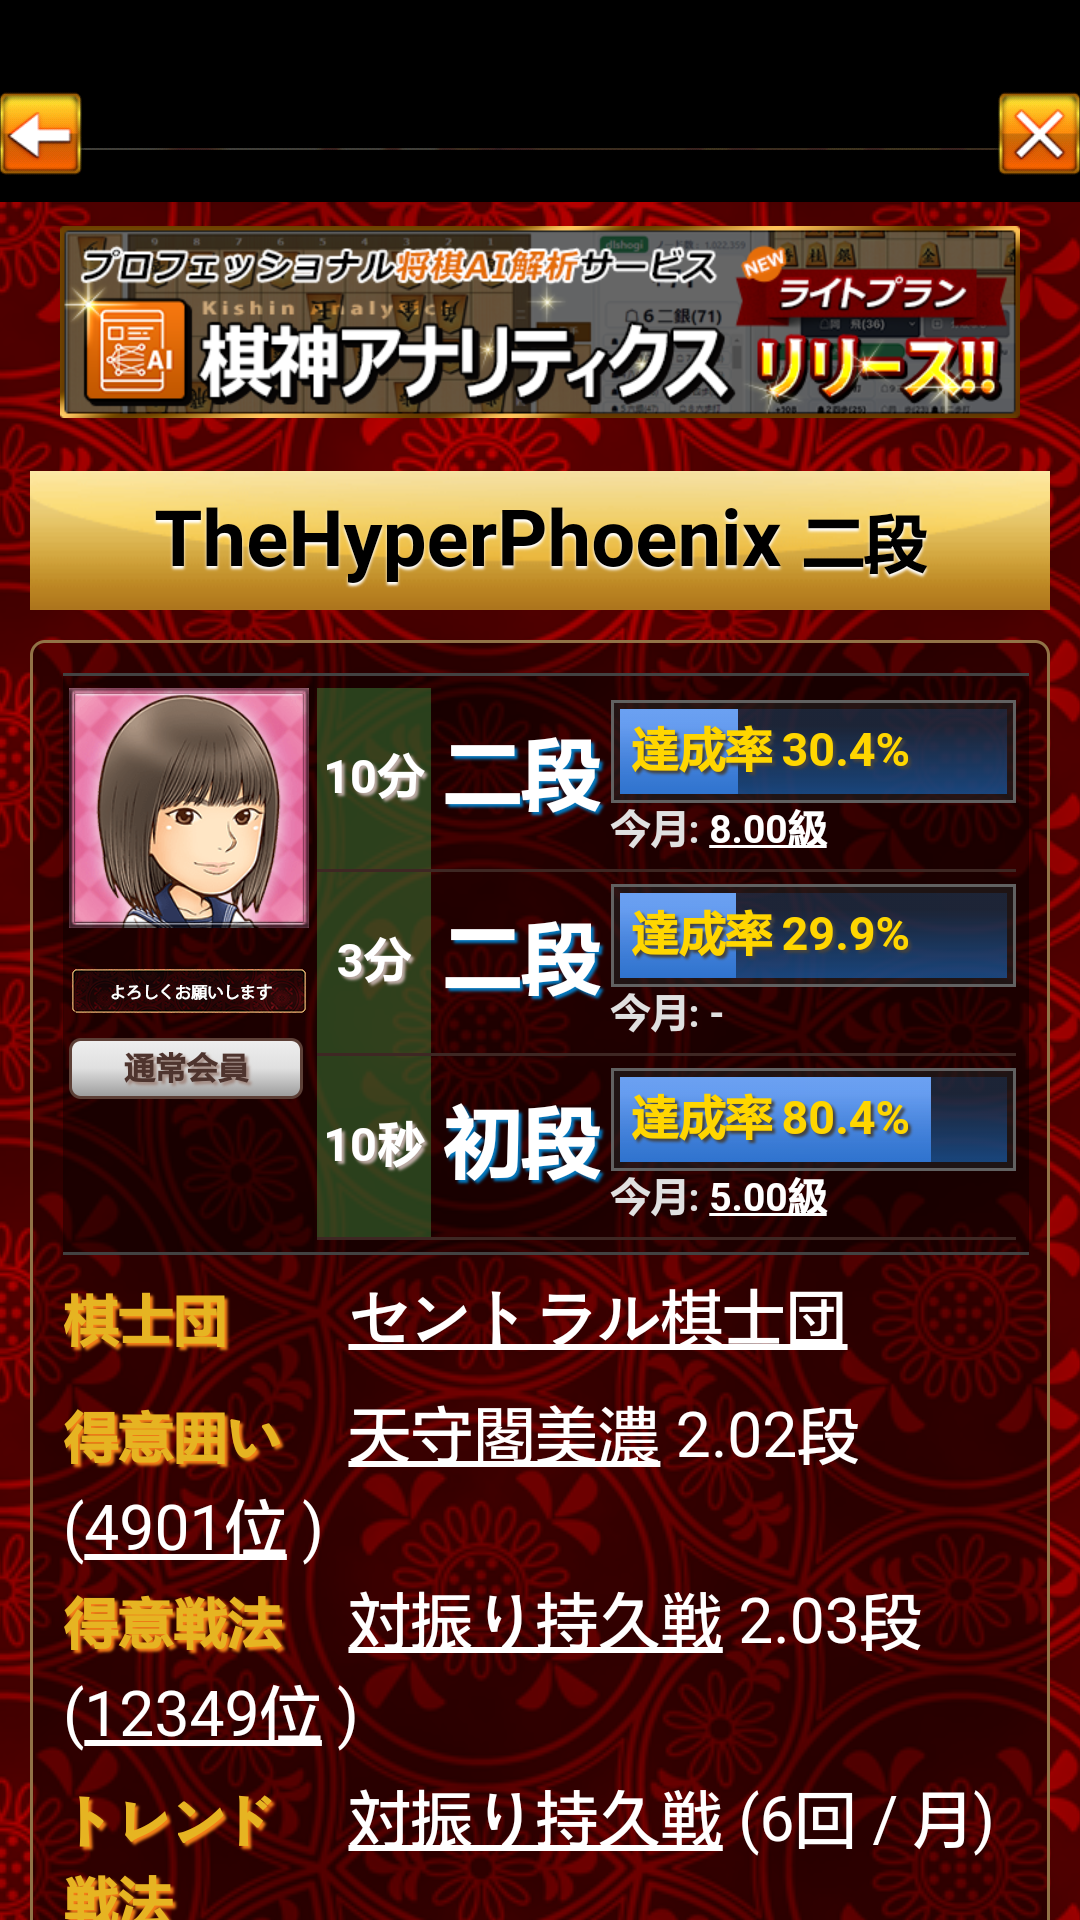 プロフェッショナル将棋AI解析サービス
NEW
ライトプラン
Kishin Analytics
AI
棋神アナリティクス
リリース!!
TheHyperPhoenix 二段
10分 二段 達成率 30.4%
今月: 8.00級
3分 二段 達成率 29.9%
今月: -
よろしくお願いします
通常会員
10秒 初段 達成率 80.4%
今月: 5.00級
棋士団 セントラル棋士団
得意囲い 天守閣美濃 2.02段
(4901位 )
得意戦法 対振り持久戦 2.03段
(12349位 )
トレンド 対振り持久戦 (6回 / 月)
戦法